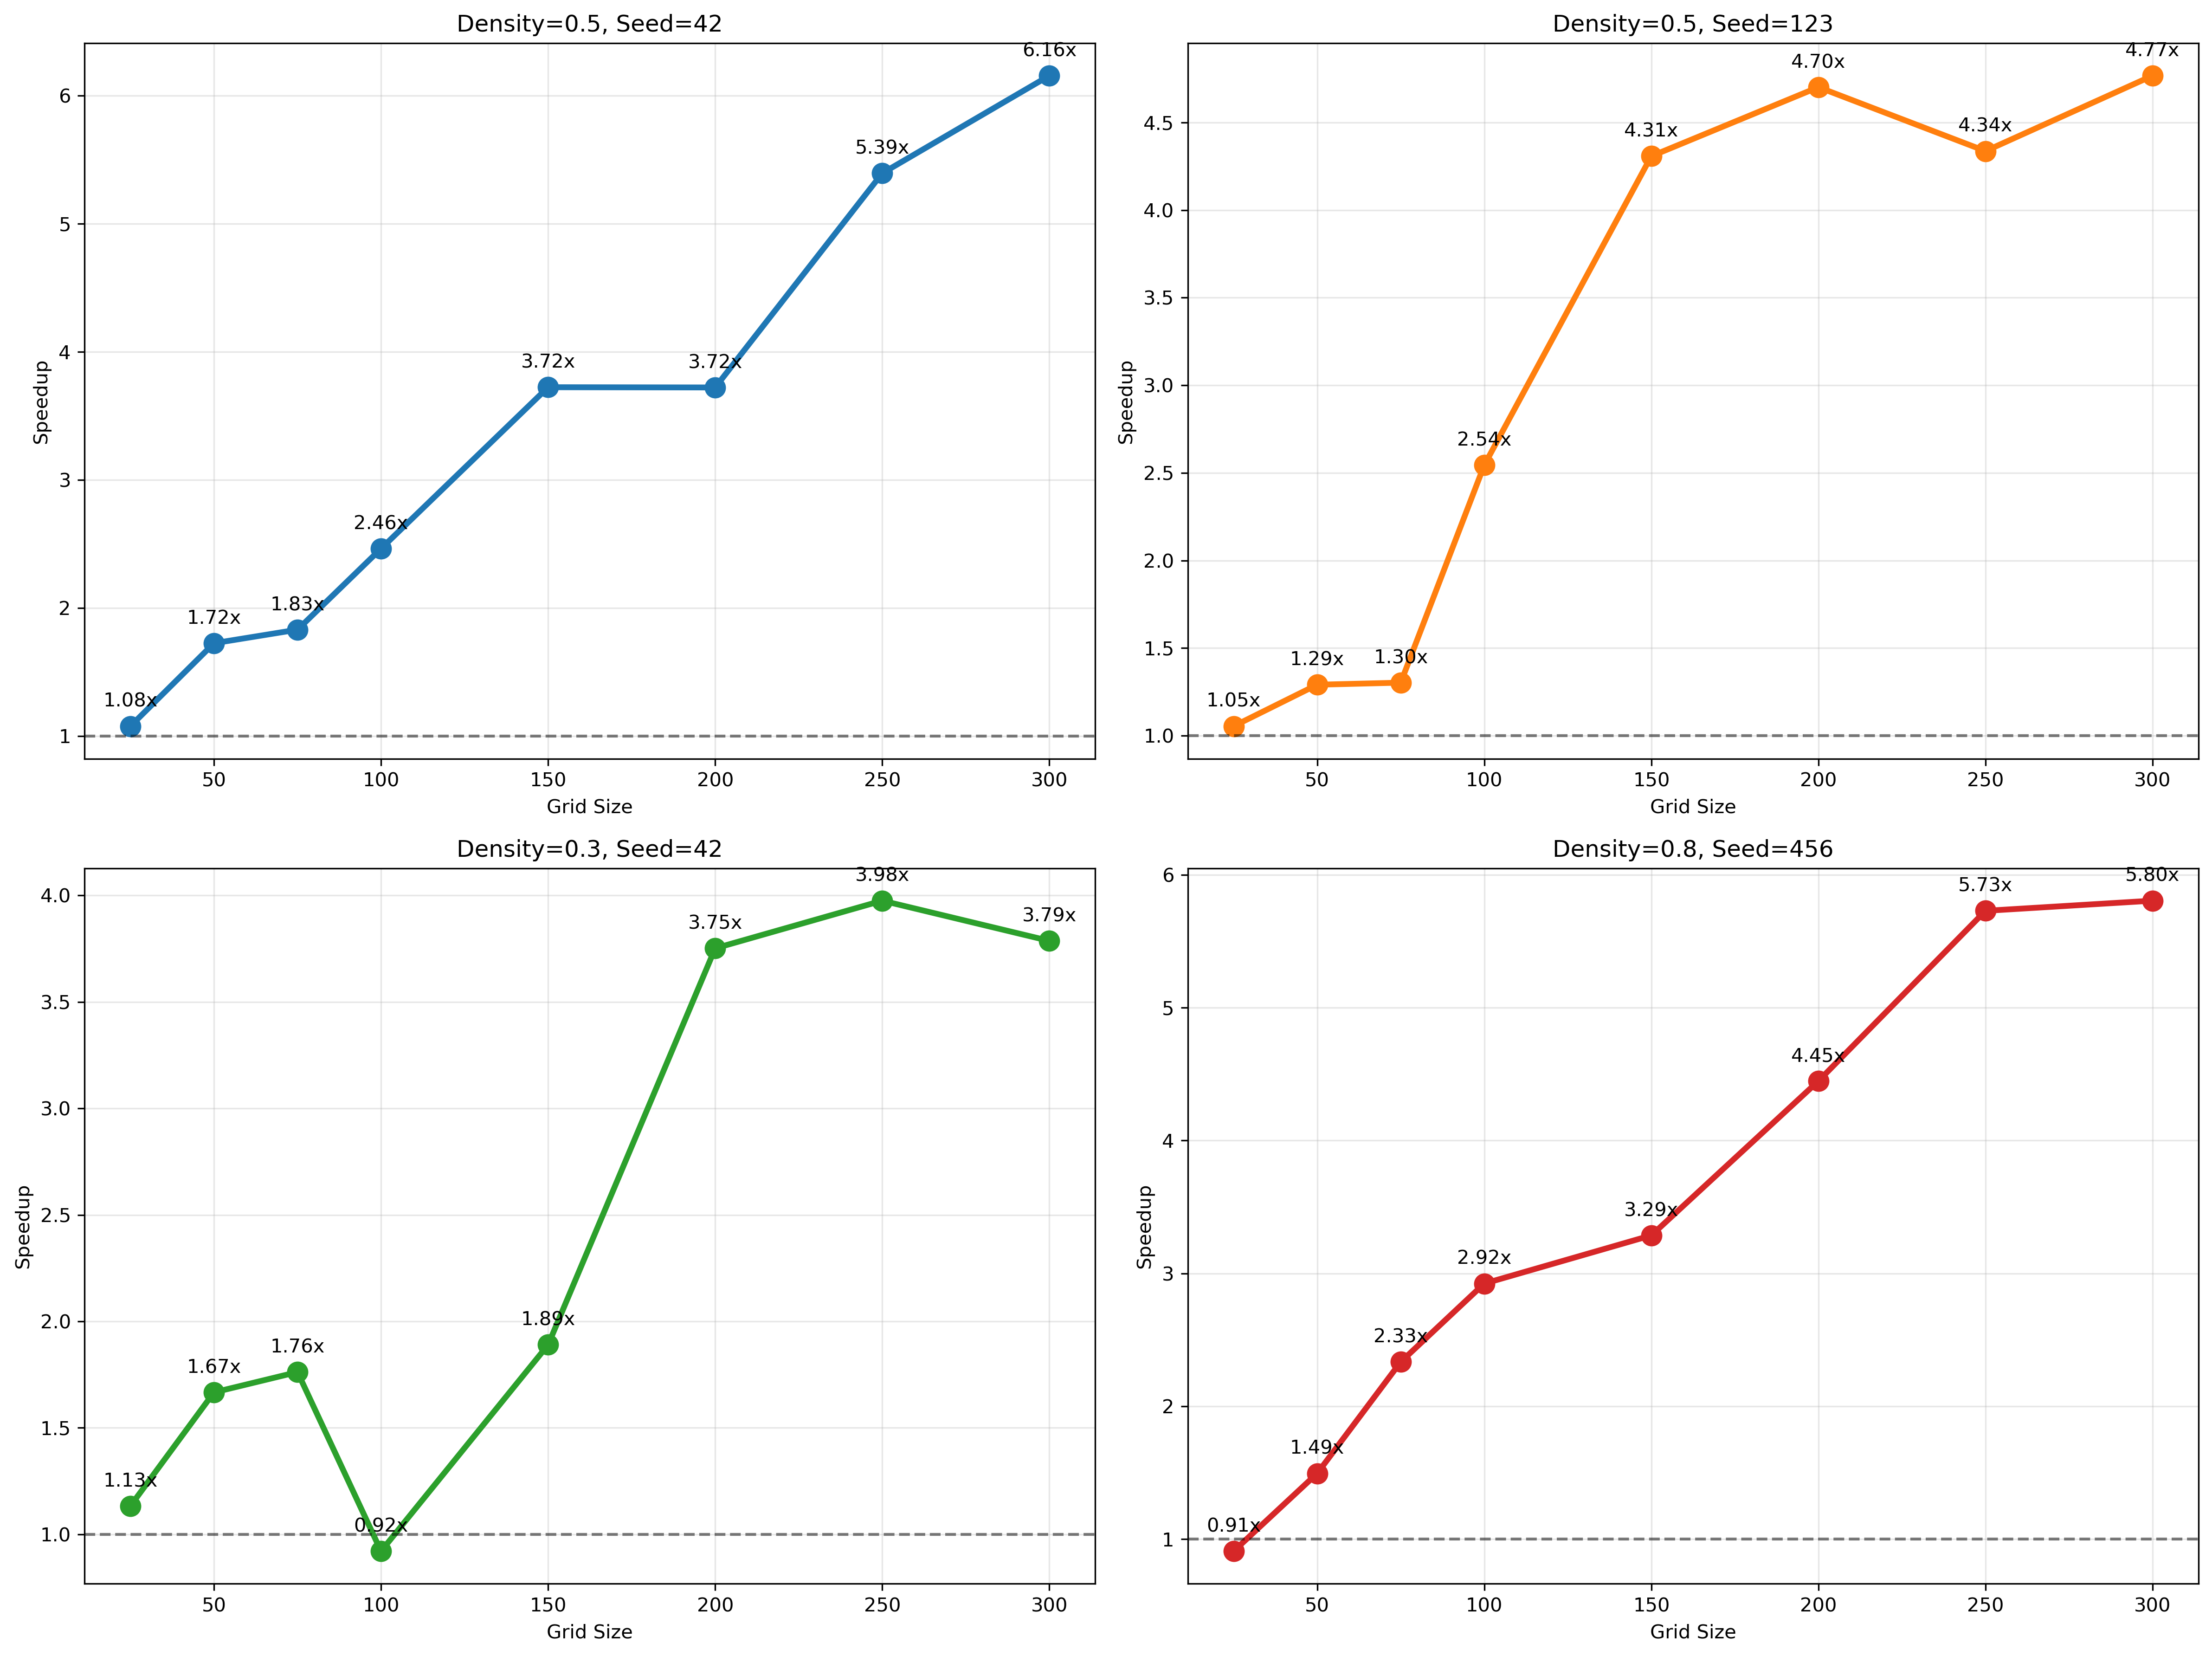 Density=0.5, Seed=42
Speedup
6
5
4
3
2
1
1.08x
1.72x
1.83x
2.46x
3.72x
3.72x
5.39x
6.16x
50 100 150 200 250 300
Grid Size
Density=0.5, Seed=123
Speedup
4.5
4.0
3.5
3.0
2.5
2.0
1.5
1.0
1.05x
1.29x
1.30x
2.54x
4.31x
4.70x
4.34x
4.77x
50 100 150 200 250 300
Grid Size
Density=0.3, Seed=42
Speedup
4.0
3.5
3.0
2.5
2.0
1.5
1.0
1.13x
1.67x
1.76x
0.92x
1.89x
3.75x
3.98x
3.79x
50 100 150 200 250 300
Grid Size
Density=0.8, Seed=456
Speedup
6
5
4
3
2
1
0.91x
1.49x
2.33x
2.92x
3.29x
4.45x
5.73x
5.80x
50 100 150 200 250 300
Grid Size